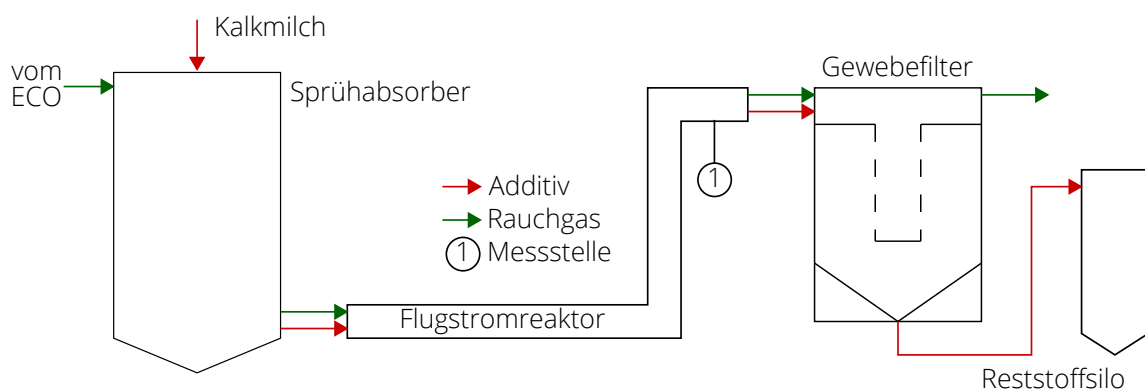 Kalkmilch
vom
ECO
Sprühabsorber
Gewebefilter
1
Additiv
Rauchgas
1 Messstelle
Flugstromreaktor
Reststoffsilo